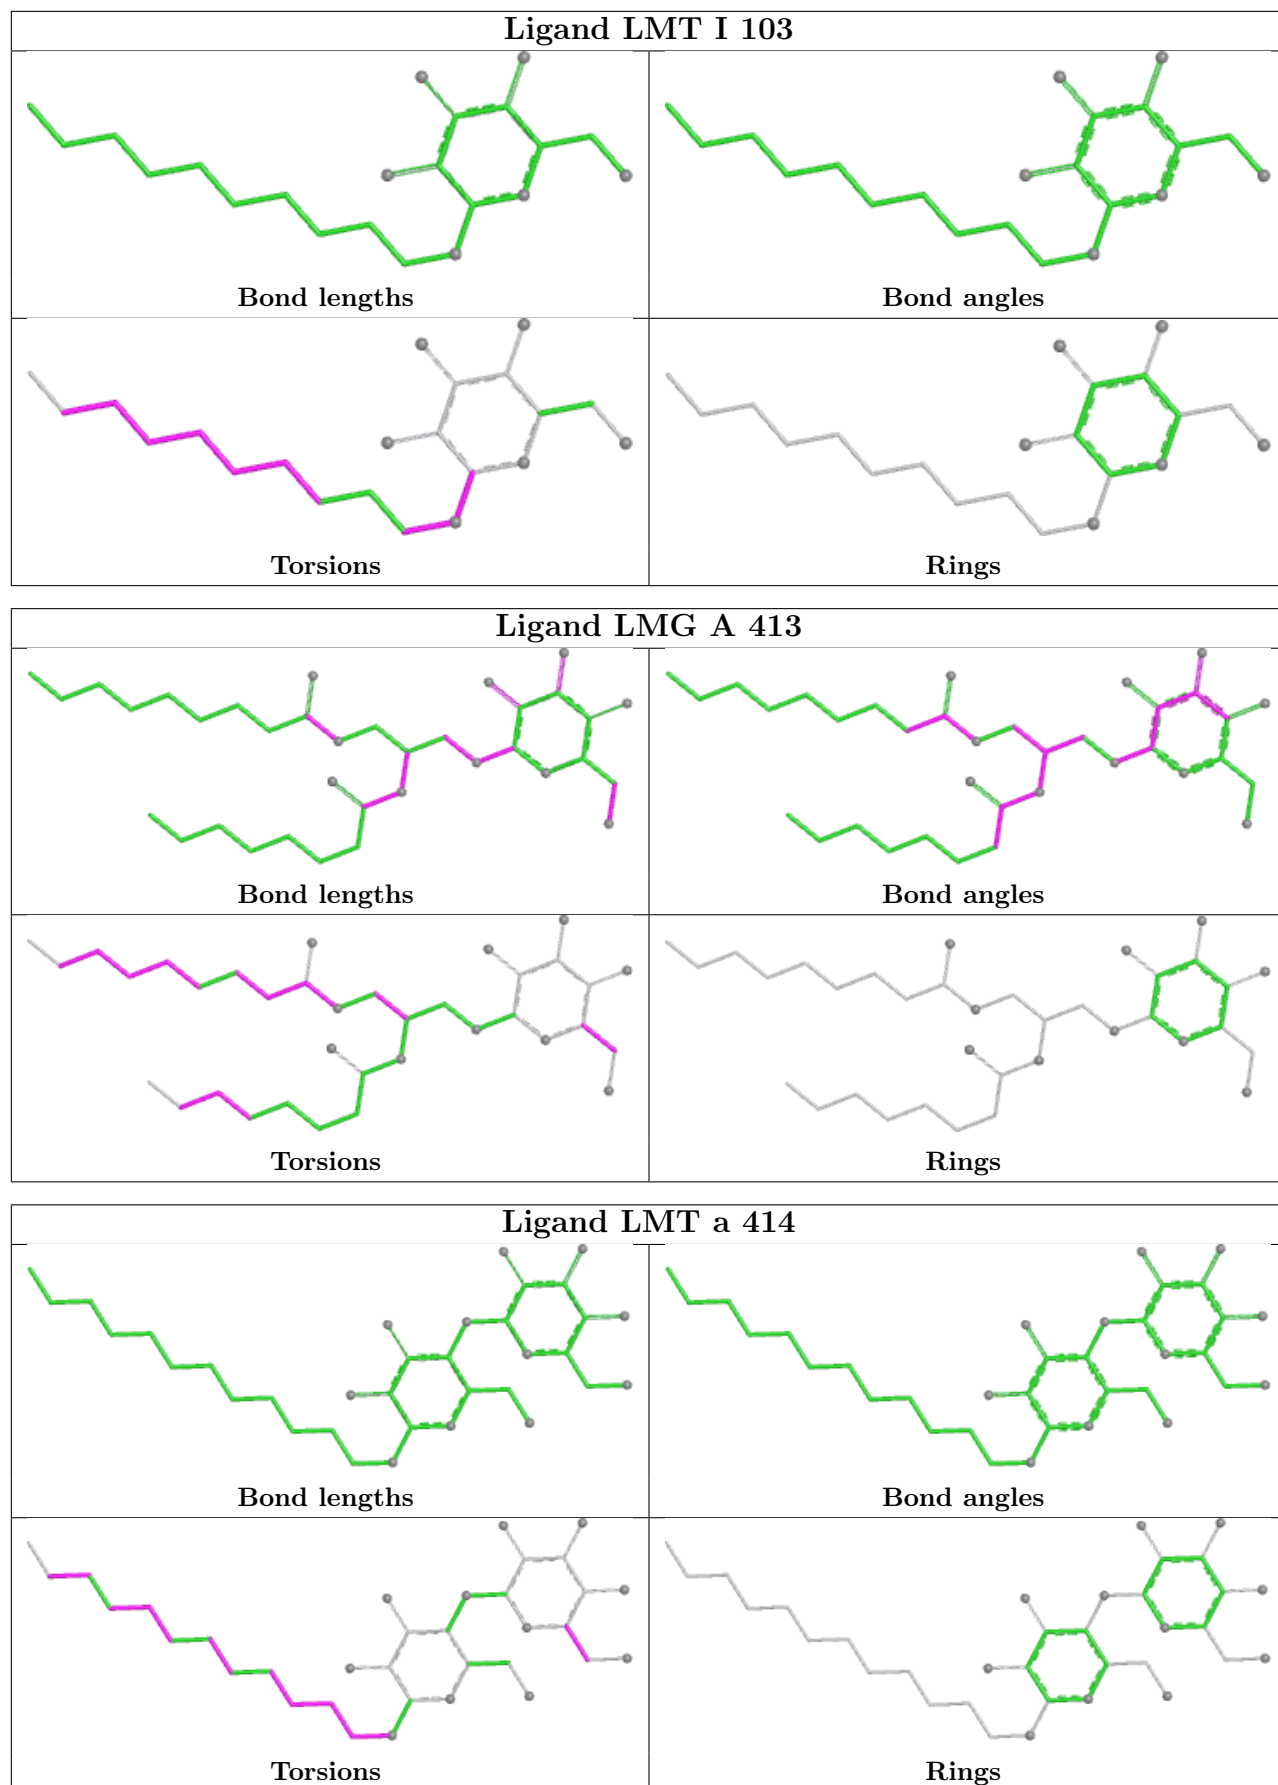 Ligand LMT I 103
Bond lengths
Bond angles
Torsions
Rings
Ligand LMG A 413
Bond lengths
Bond angles
Torsions
Rings
Ligand LMT a 414
Bond lengths
Bond angles
Torsions
Rings